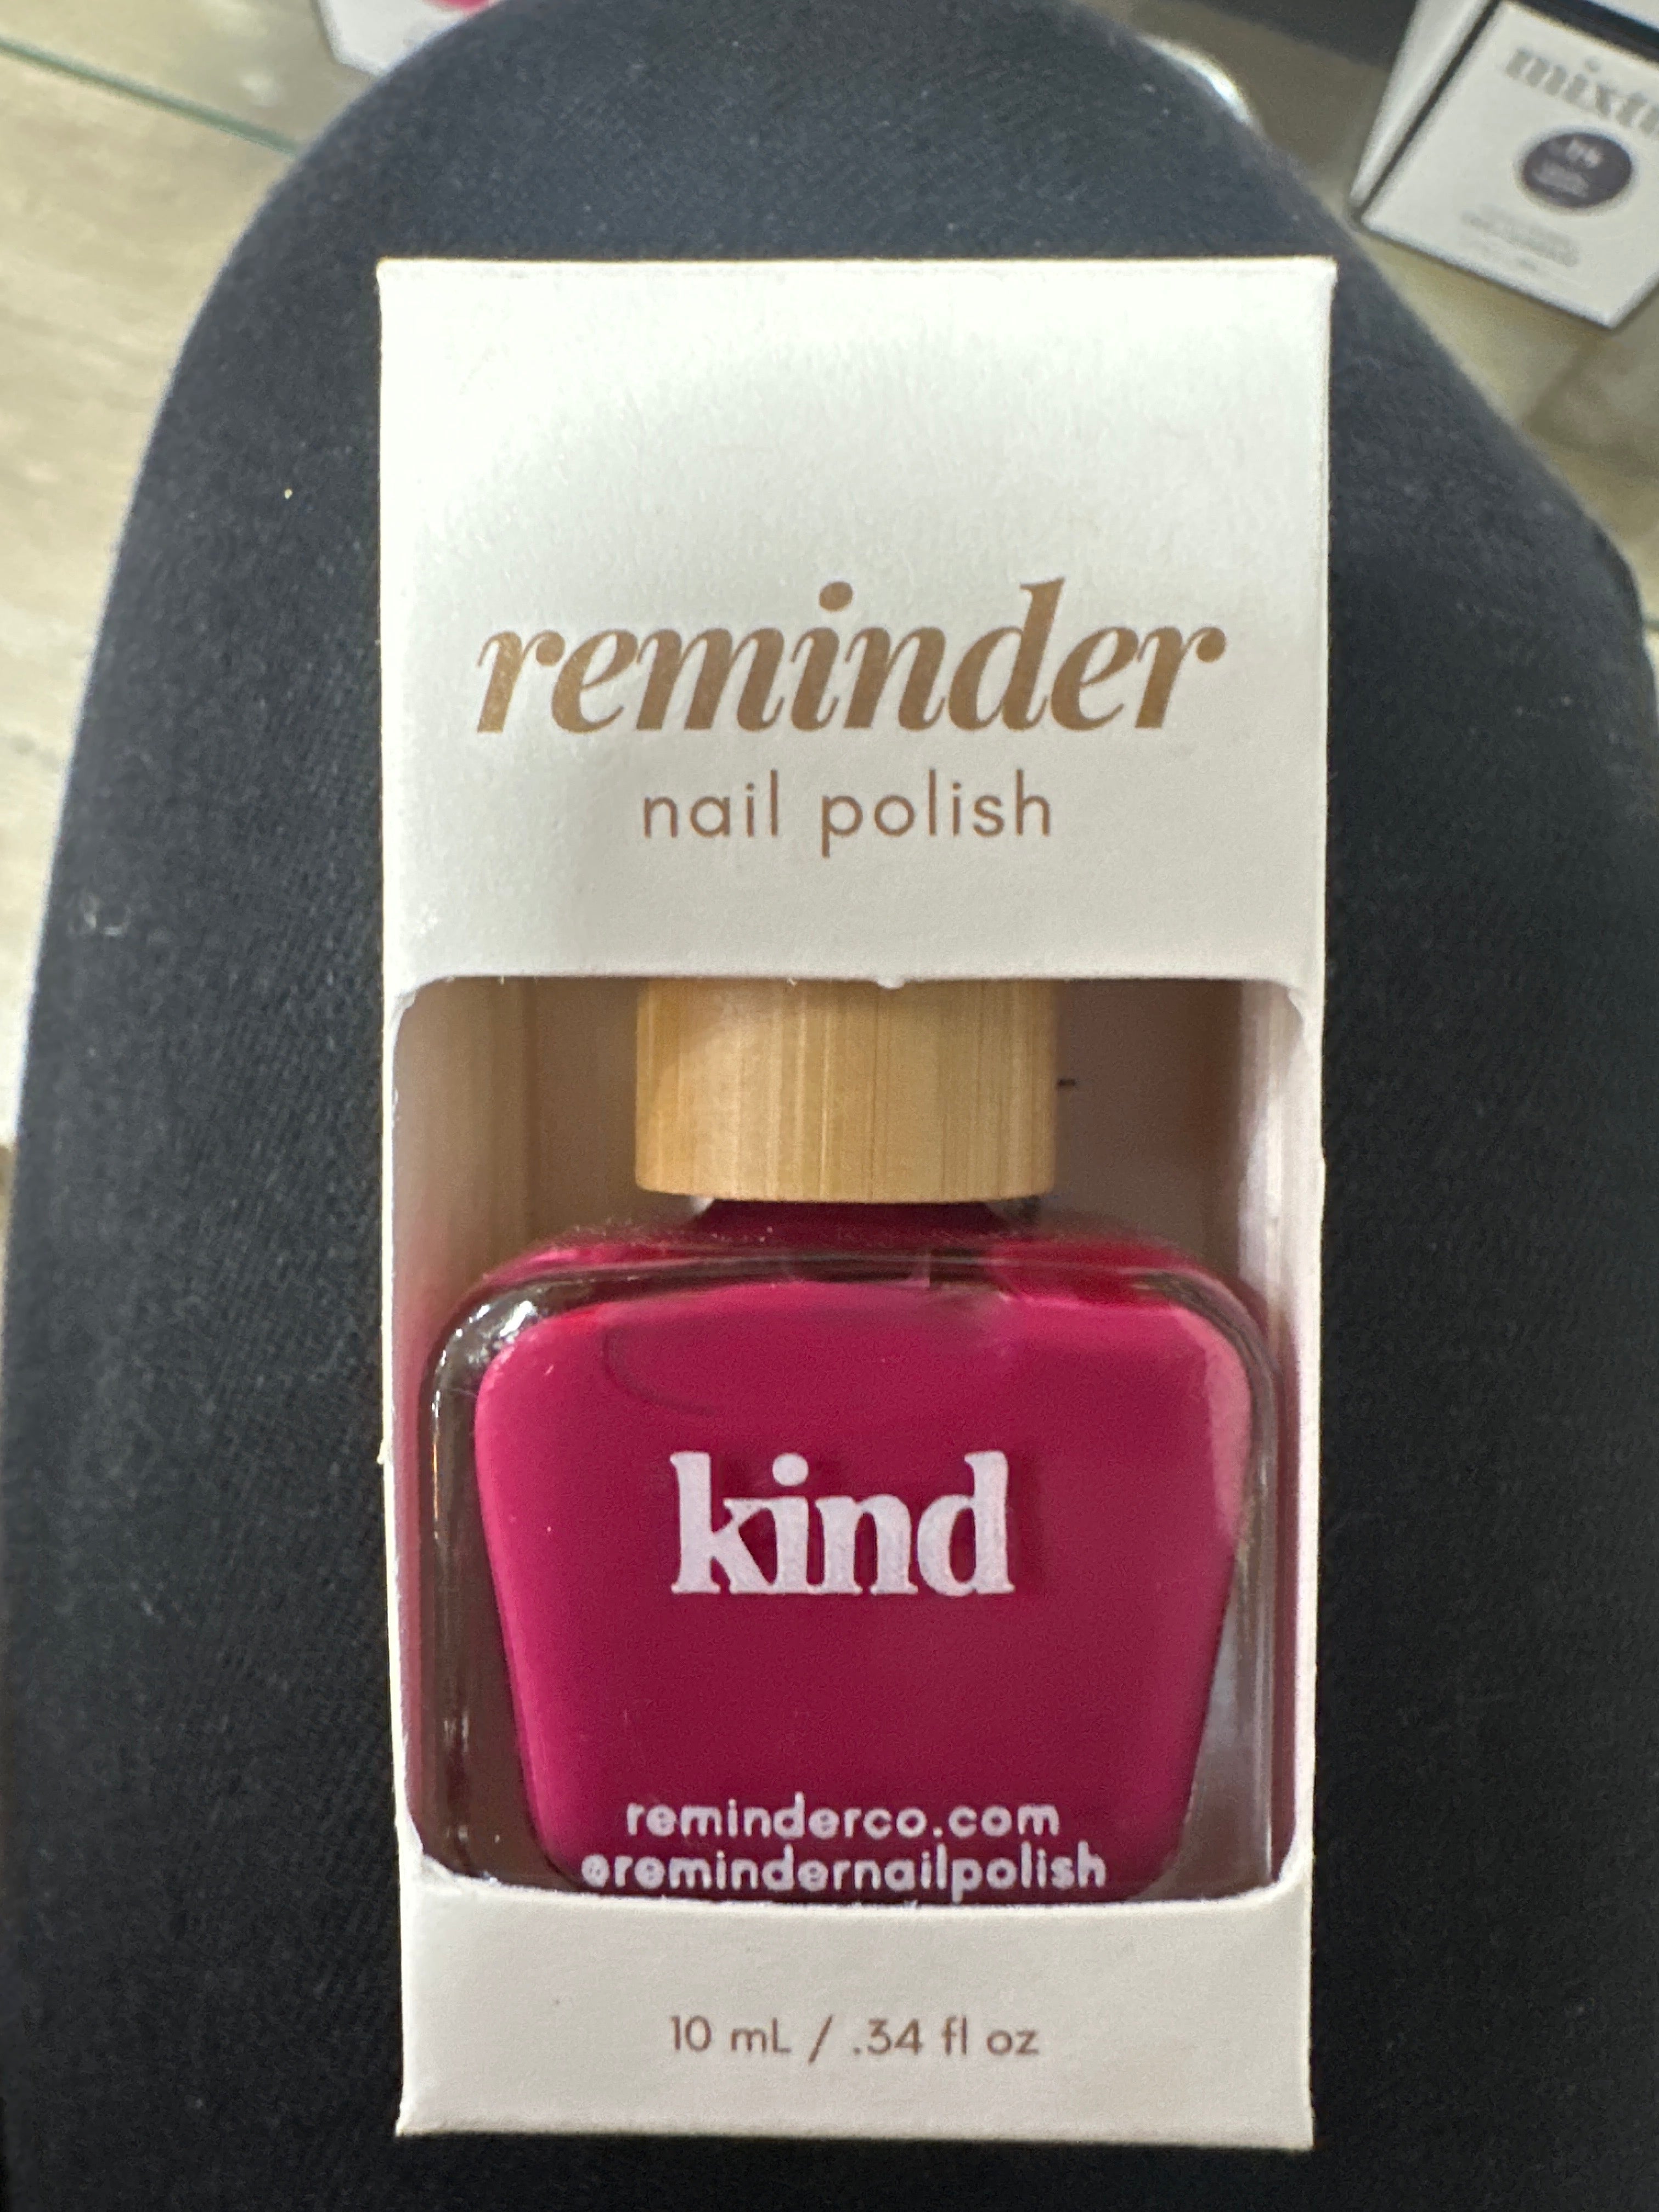 reminder
nail polish
kind
reminderco.com
@remindernailpolish
10 mL / .34 fl oz